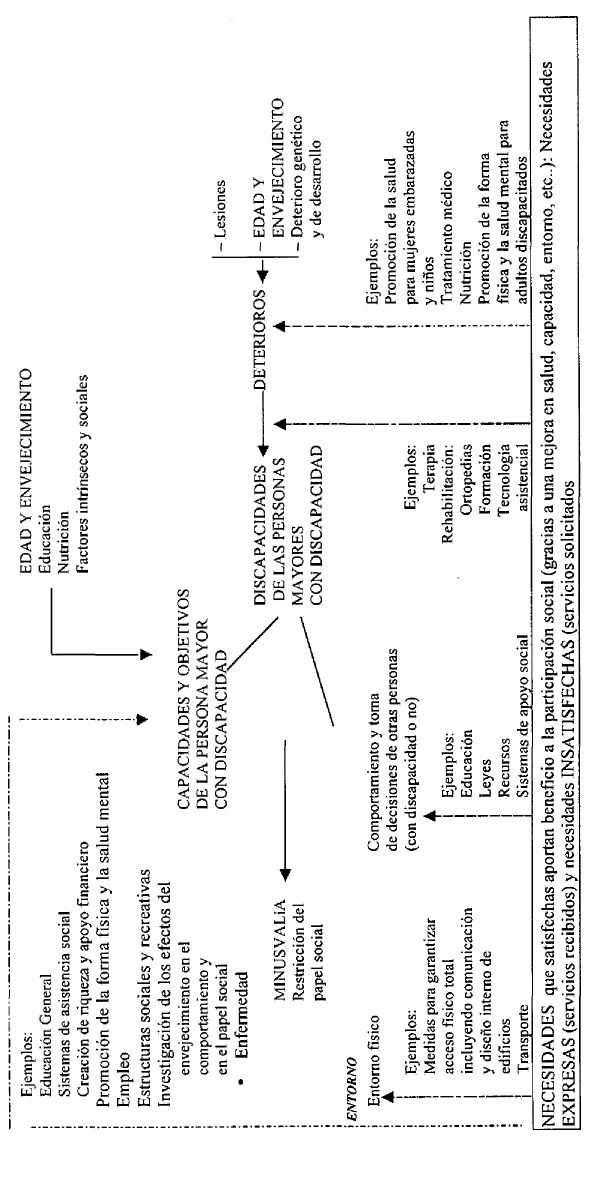 Ejemplos:
Educación General
Sistemas de asistencia social
Creación de riqueza y apoyo financiero
Promoción de la forma física y la salud mental
Empleo
Estructuras sociales y recreativas
Investigación de los efectos del
envejecimiento en el
comportamiento y
en el papel social
• Enfermedad
EDAD Y ENVEJECIMIENTO
Educación
Nutrición
Factores intrínsecos y sociales
CAPACIDADES Y OBJETIVOS
DE LA PERSONA MAYOR
CON DISCAPACIDAD
MINUSVALíA
Restricción del
papel social
DISCAPACIDADES
DE LAS PERSONAS
MAYORES
CON DISCAPACIDAD
DETERIOROS
– Lesiones
– EDAD Y
ENVEJECIMIENTO
– Deterioro genético
y de desarrollo
ENTORNO
Entorno físico
Ejemplos:
Medidas para garantizar
acceso físico total
incluyendo comunicación
y diseño interno de
edificios
Transporte
Comportamiento y toma
de decisiones de otras personas
(con discapacidad o no)
Ejemplos:
Educación
Leyes
Recursos
Sistemas de apoyo social
Ejemplos:
Terapia
Rehabilitación:
Ortopedias
Formación
Tecnología
asistencial
Ejemplos:
Promoción de la salud
para mujeres embarazadas
y niños
Tratamiento médico
Nutrición
Promoción de la forma
física y la salud mental para
adultos discapacitados
NECESIDADES que satisfechas aportan beneficio a la participación social (gracias a una mejora en salud, capacidad, entorno, etc..): Necesidades
EXPRESAS (servicios recibidos) y necesidades INSATISFECHAS (servicios solicitados